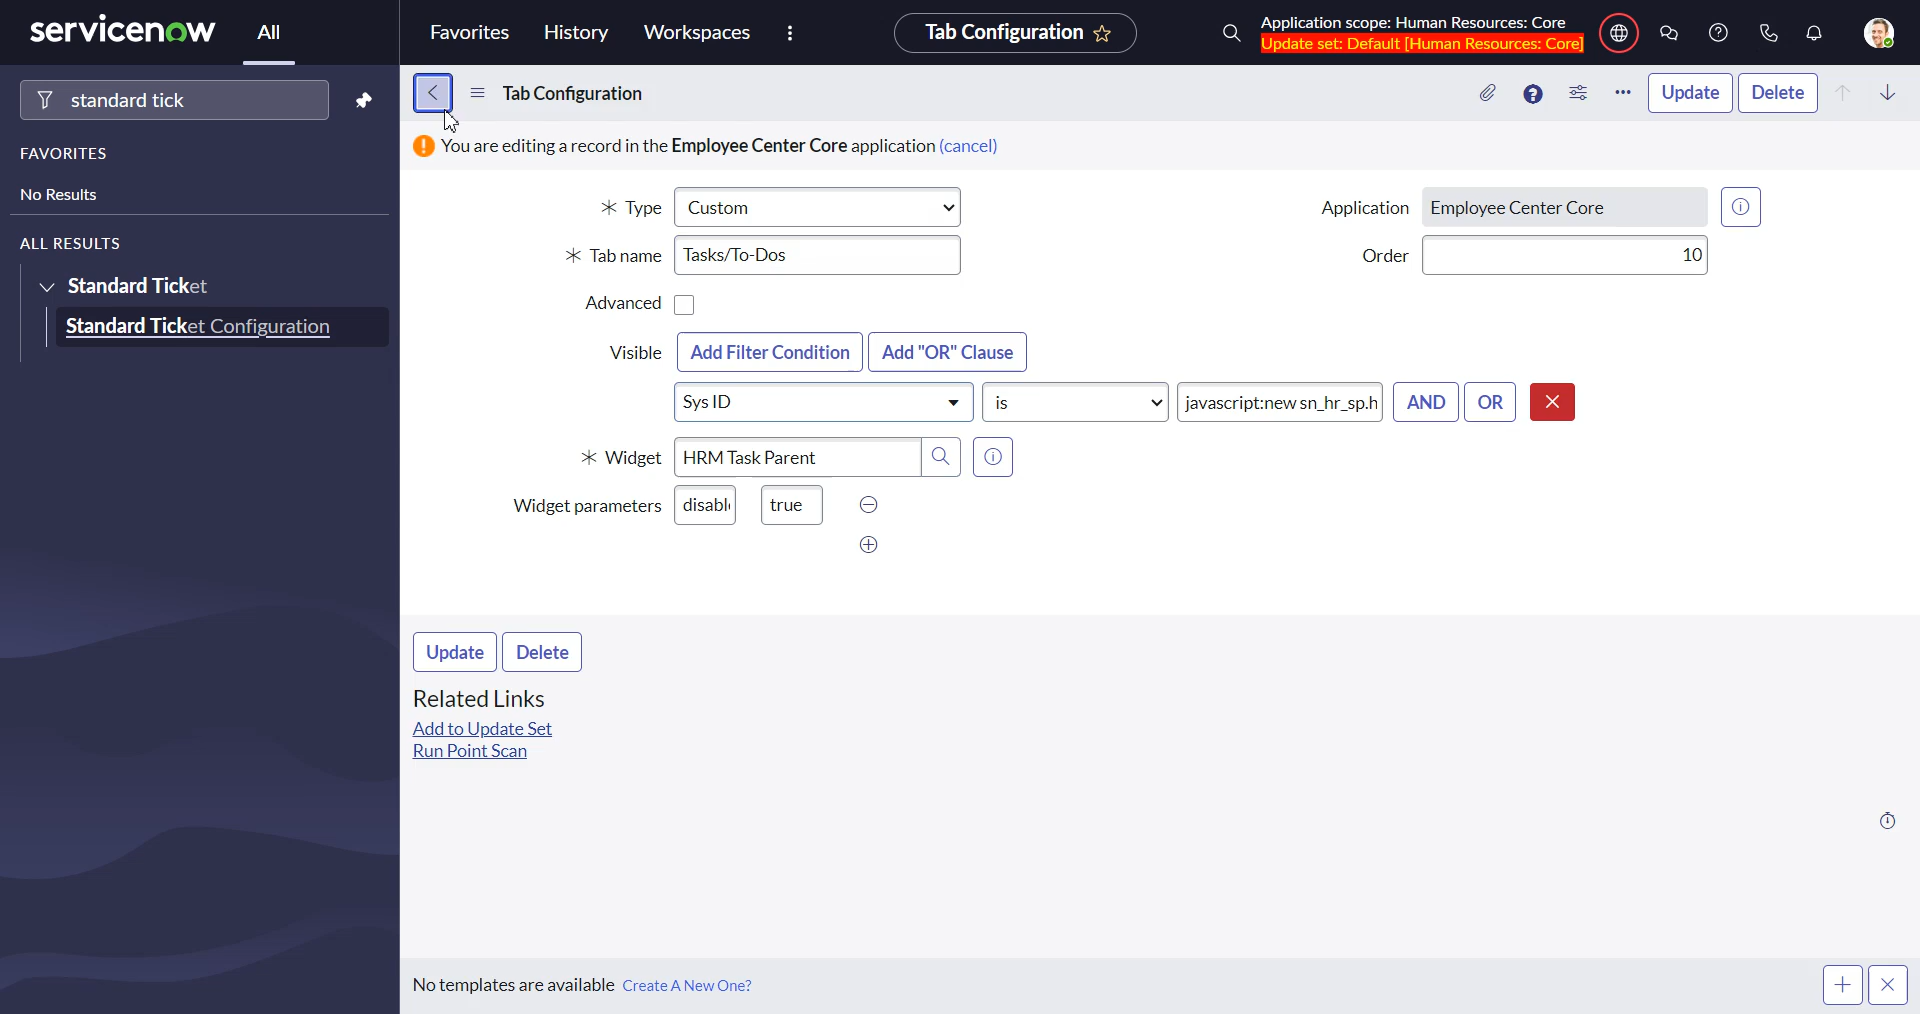 servicenow
All
Favorites
History
Workspaces
Tab Configuration
Application scope: Human Resources: Core
Update set: Default [Human Resources: Core]
standard tick
FAVORITES
No Results
ALL RESULTS
Standard Ticket
Standard Ticket Configuration
Tab Configuration
Update
Delete
You are editing a record in the Employee Center Core application (cancel)
Type
Custom
Application
Employee Center Core
Tab name
Tasks/To-Dos
Order
10
Advanced
Visible
Add Filter Condition
Add "OR" Clause
Sys ID
is
javascript:new sn_hr_sp.h
AND
OR
Widget
HRM Task Parent
Widget parameters
disabl
true
Update
Delete
Related Links
Add to Update Set
Run Point Scan
No templates are available Create A New One?